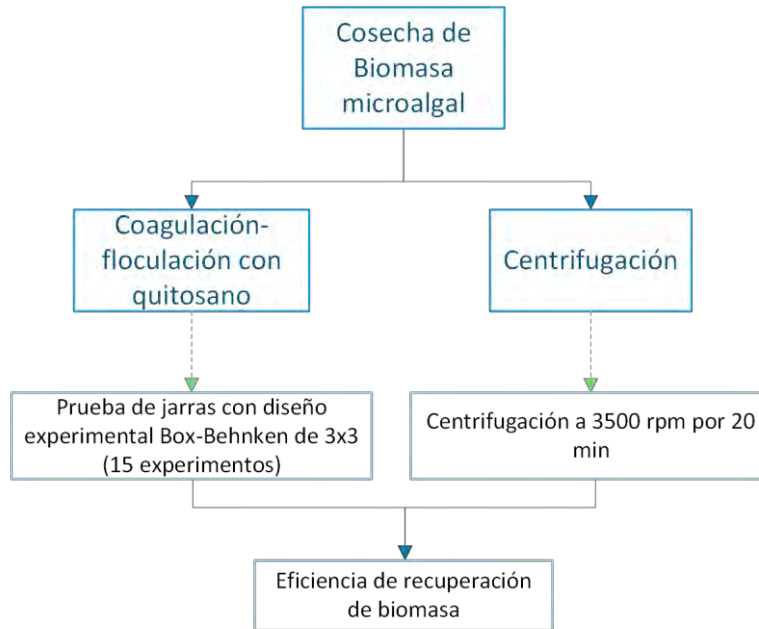 Cosecha de
Biomasa
microalgal
Coagulación-
floculación con
quitosano
Centrifugación
Prueba de jarras con diseño
experimental Box-Behnken de 3x3
(15 experimentos)
Centrifugación a 3500 rpm por 20
min
Eficiencia de recuperación
de biomasa